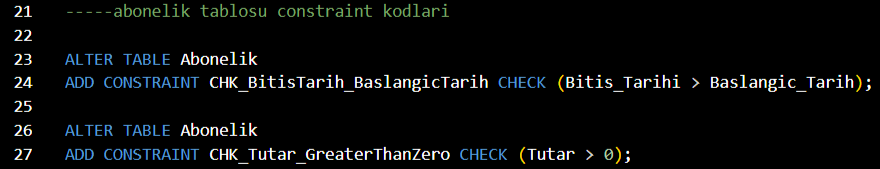 21 -----abonelik tablosu constraint kodlari
22
23 ALTER TABLE Abonelik
24 ADD CONSTRAINT CHK_BitisTarih_BaslangicTarih CHECK (Bitis_Tarihi > Baslangic_Tarih);
25
26 ALTER TABLE Abonelik
27 ADD CONSTRAINT CHK_Tutar_GreaterThanZero CHECK (Tutar > 0);